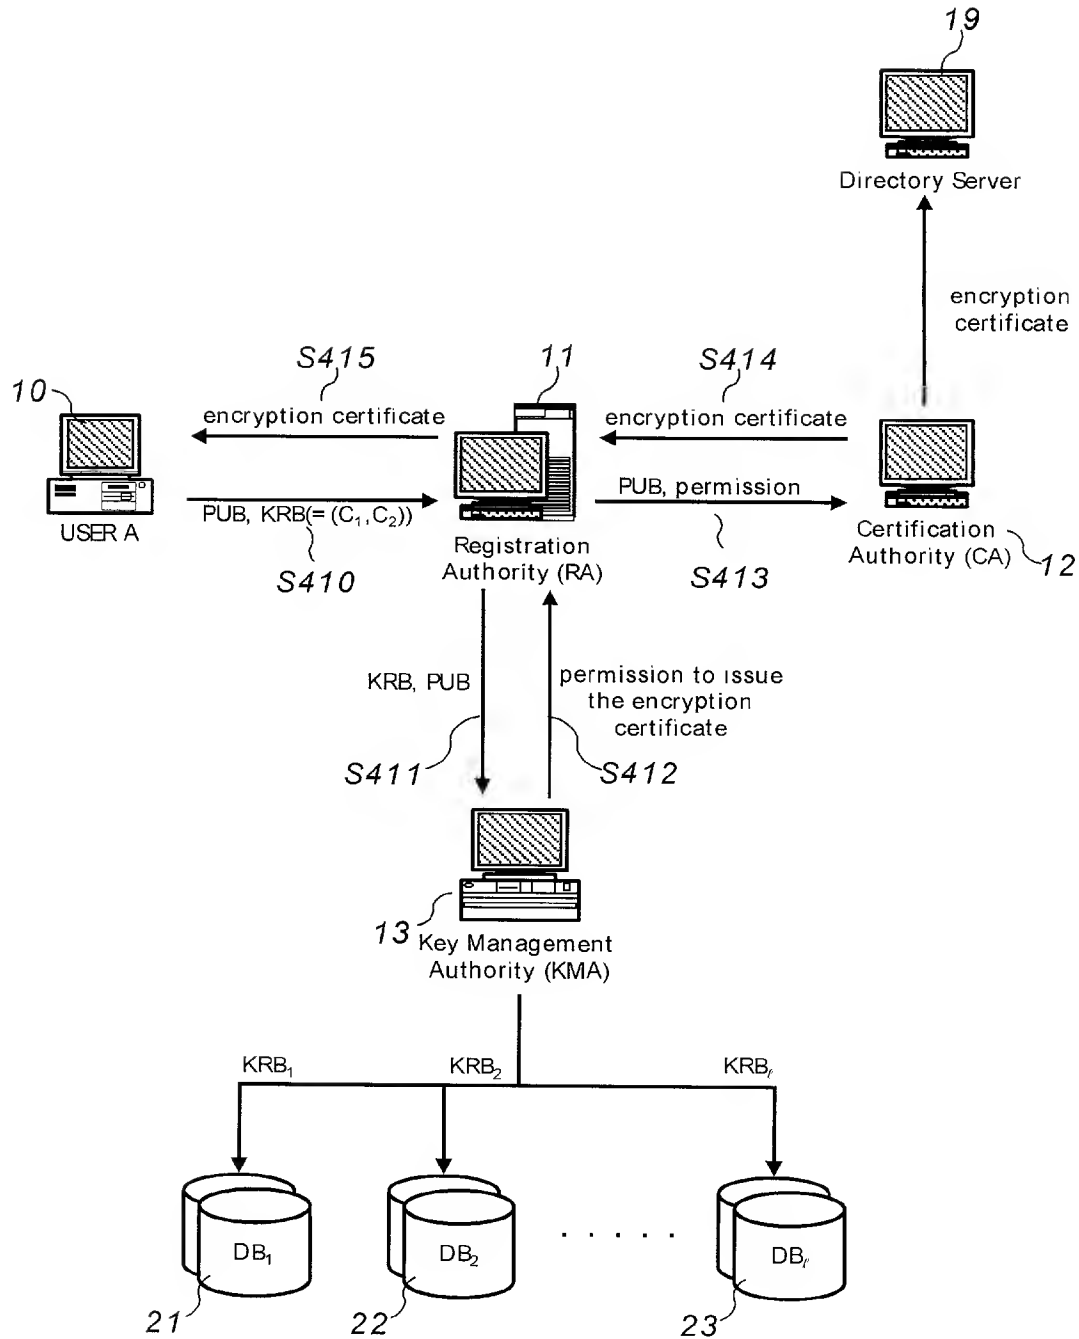 19
Directory Server
encryption
certificate
S415
11
S414
10
encryption certificate
encryption certificate
PUB, KRB(= (C₁, C₂))
PUB, permission
USER A
Registration
Authority (RA)
Certification
Authority (CA)
12
S410
S413
KRB, PUB
permission to issue
the encryption
certificate
S411
S412
13
Key Management
Authority (KMA)
KRB₁
KRB₂
KRBℓ
DB₁
DB₂
. . . . .
DBℓ
21
22
23